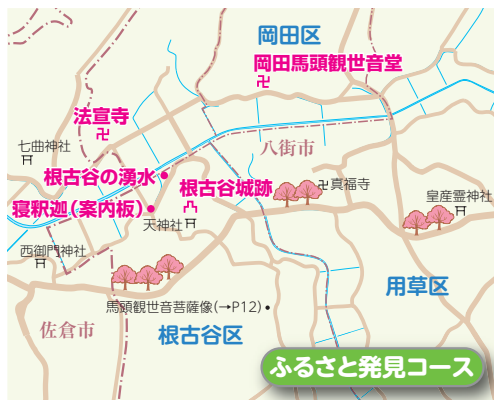 岡田区
岡田馬頭観世音堂
卍
法宣寺
卍
七曲神社
八街市
根古谷の湧水
根古谷城跡
卍真福寺
皇産霊神社
寝釈迦(案内板)
天神社
西御門神社
用草区
馬頭観世音菩薩像(→P12)
佐倉市
根古谷区
ふるさと発見コース